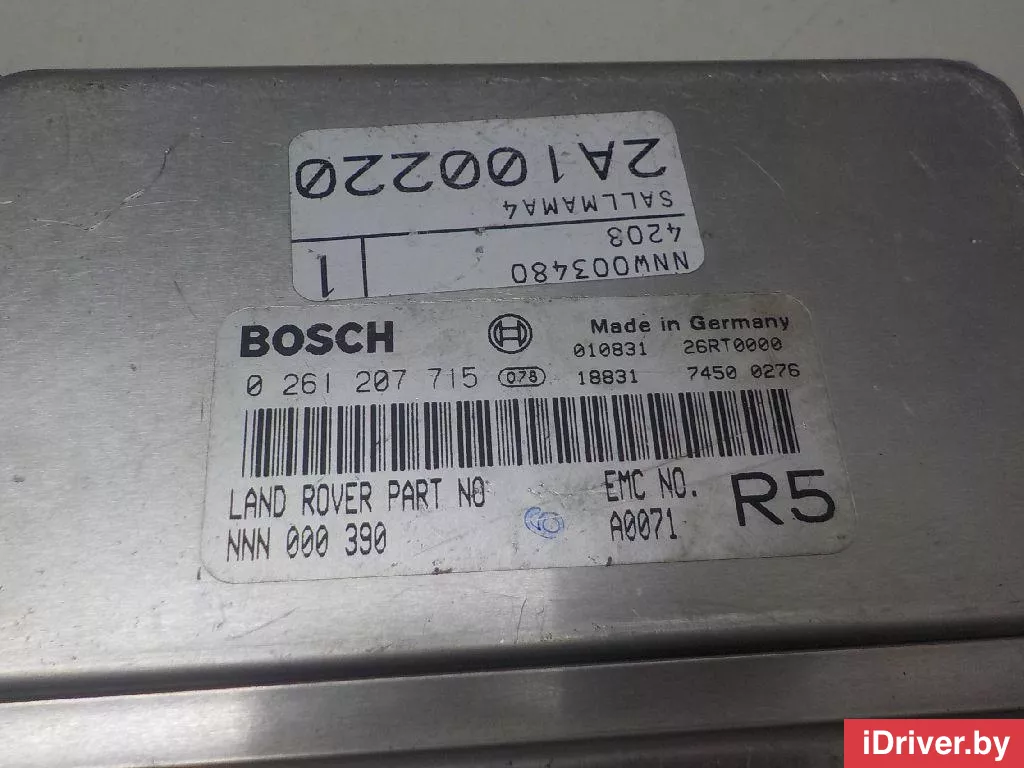 2A100220
SALLMAMA4
4203
NNW003480
1
BOSCH
Made in Germany
010831 26RT0000
0 261 207 715 078 18831 7450 0276
LAND ROVER PART NO
NNN 000 390
EMC NO.
A0071
R5
iDriver.by